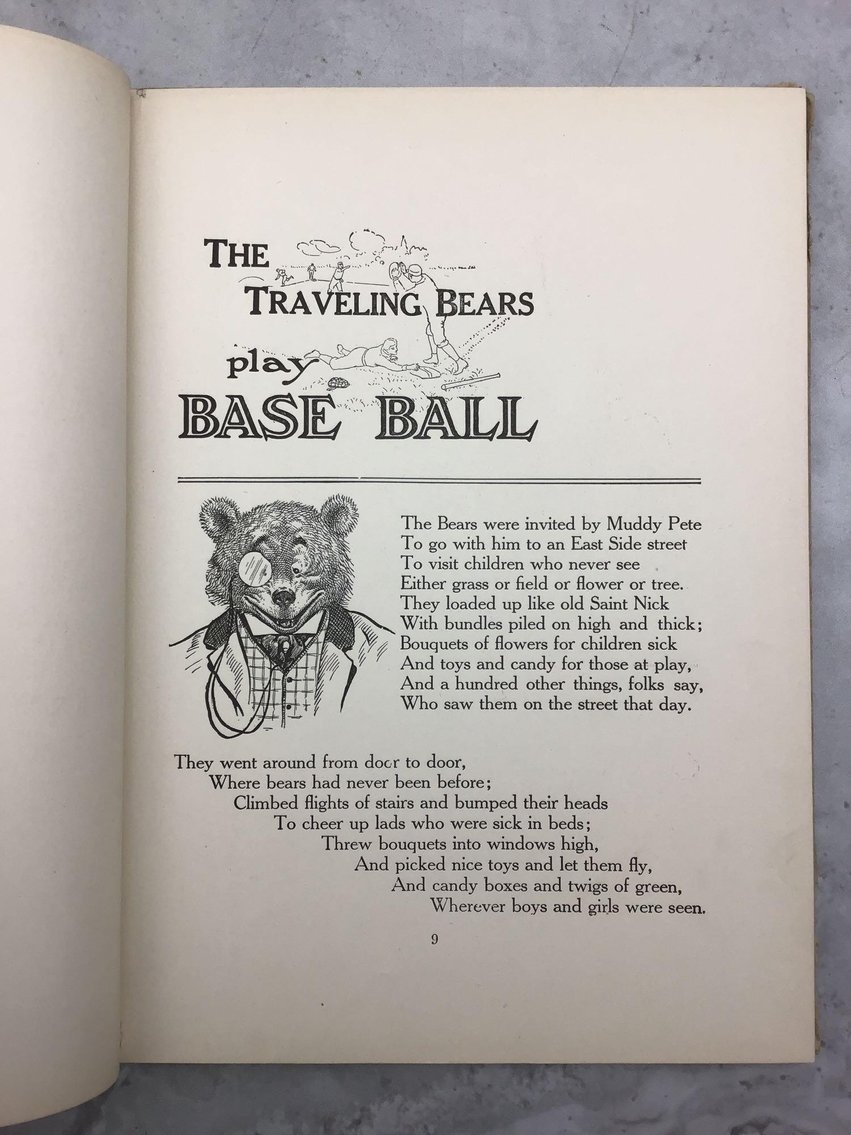 THE
TRAVELING BEARS
play
BASE BALL
The Bears were invited by Muddy Pete
To go with him to an East Side street
To visit children who never see
Either grass or field or flower or tree.
They loaded up like old Saint Nick
With bundles piled on high and thick;
Bouquets of flowers for children sick
And toys and candy for those at play,
And a hundred other things, folks say,
Who saw them on the street that day.
They went around from door to door,
Where bears had never been before;
Climbed flights of stairs and bumped their heads
To cheer up lads who were sick in beds;
Threw bouquets into windows high,
And picked nice toys and let them fly,
And candy boxes and twigs of green,
Wherever boys and girls were seen.
9